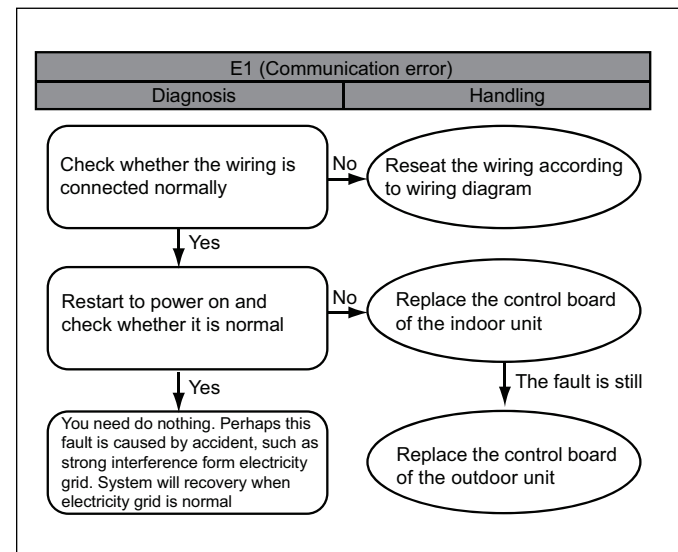 E1 (Communication error)
Diagnosis
Handling
Check whether the wiring is
connected normally
No
Reseat the wiring according
to wiring diagram
Yes
Restart to power on and
check whether it is normal
No
Replace the control board
of the indoor unit
Yes
The fault is still
You need do nothing. Perhaps this
fault is caused by accident, such as
strong interference form electricity
grid. System will recovery when
electricity grid is normal
Replace the control board
of the outdoor unit